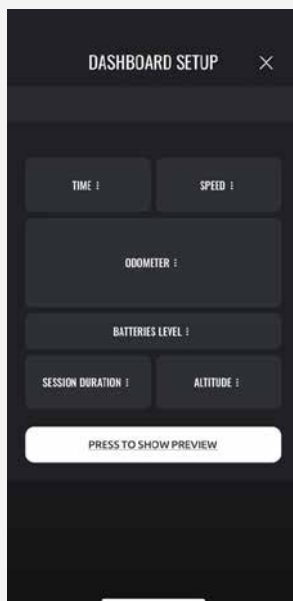 DASHBOARD SETUP
TIME
SPEED
ODOMETER
BATTERIES LEVEL
SESSION DURATION
ALTITUDE
PRESS TO SHOW PREVIEW